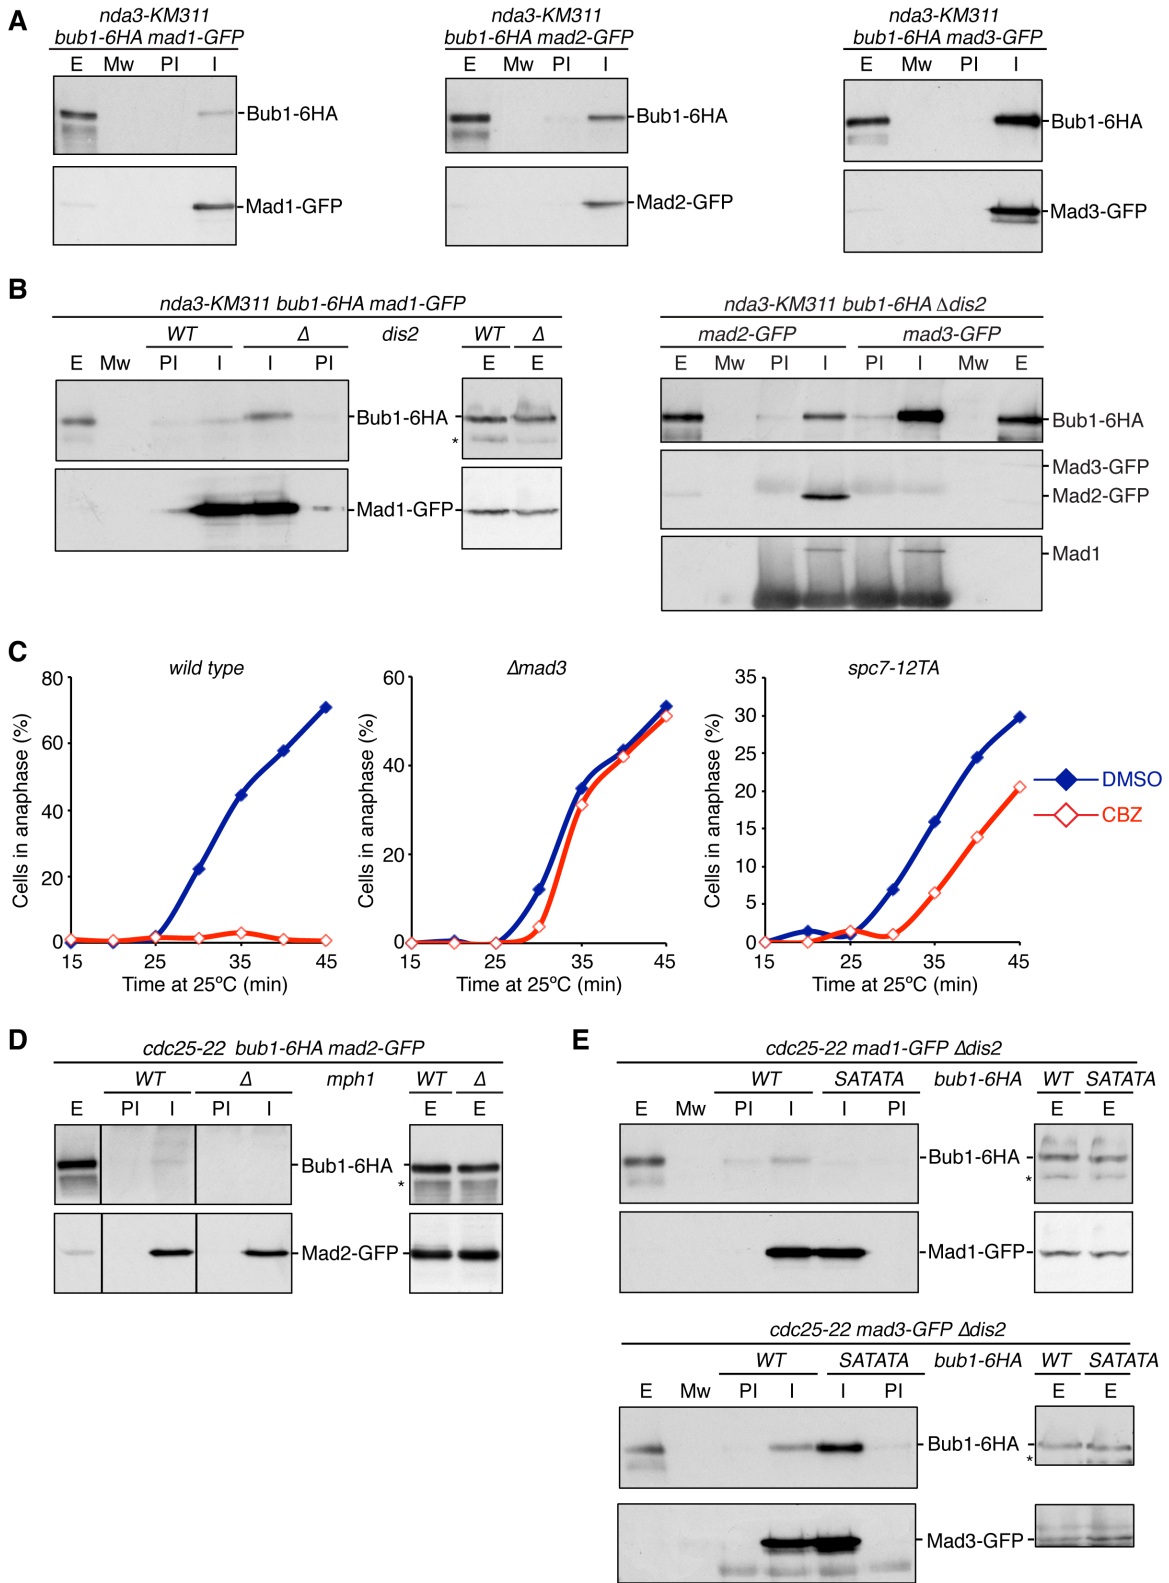 A
nda3-KM311
bub1-6HA mad1-GFP
E Mw PI I
Bub1-6HA
Mad1-GFP
nda3-KM311
bub1-6HA mad2-GFP
E Mw PI I
Bub1-6HA
Mad2-GFP
nda3-KM311
bub1-6HA mad3-GFP
E Mw PI I
Bub1-6HA
Mad3-GFP
B
nda3-KM311 bub1-6HA mad1-GFP
WT Δ dis2 WT Δ
E Mw PI I I PI E E
Bub1-6HA
*
Mad1-GFP
nda3-KM311 bub1-6HA Δdis2
mad2-GFP mad3-GFP
E Mw PI I PI I Mw E
Bub1-6HA
Mad3-GFP
Mad2-GFP
Mad1
C
wild type
Cells in anaphase (%)
80
60
40
20
0
15 25 35 45
Time at 25ºC (min)
Δmad3
Cells in anaphase (%)
60
40
20
0
15 25 35 45
Time at 25ºC (min)
spc7-12TA
Cells in anaphase (%)
35
30
25
20
15
10
5
0
15 25 35 45
Time at 25ºC (min)
DMSO
CBZ
D
cdc25-22 bub1-6HA mad2-GFP
WT Δ mph1 WT Δ
E PI I PI I E E
Bub1-6HA
*
Mad2-GFP
E
cdc25-22 mad1-GFP Δdis2
WT SATATA bub1-6HA WT SATATA
E Mw PI I I PI E E
Bub1-6HA
*
Mad1-GFP
cdc25-22 mad3-GFP Δdis2
WT SATATA bub1-6HA WT SATATA
E Mw PI I I PI E E
Bub1-6HA
*
Mad3-GFP